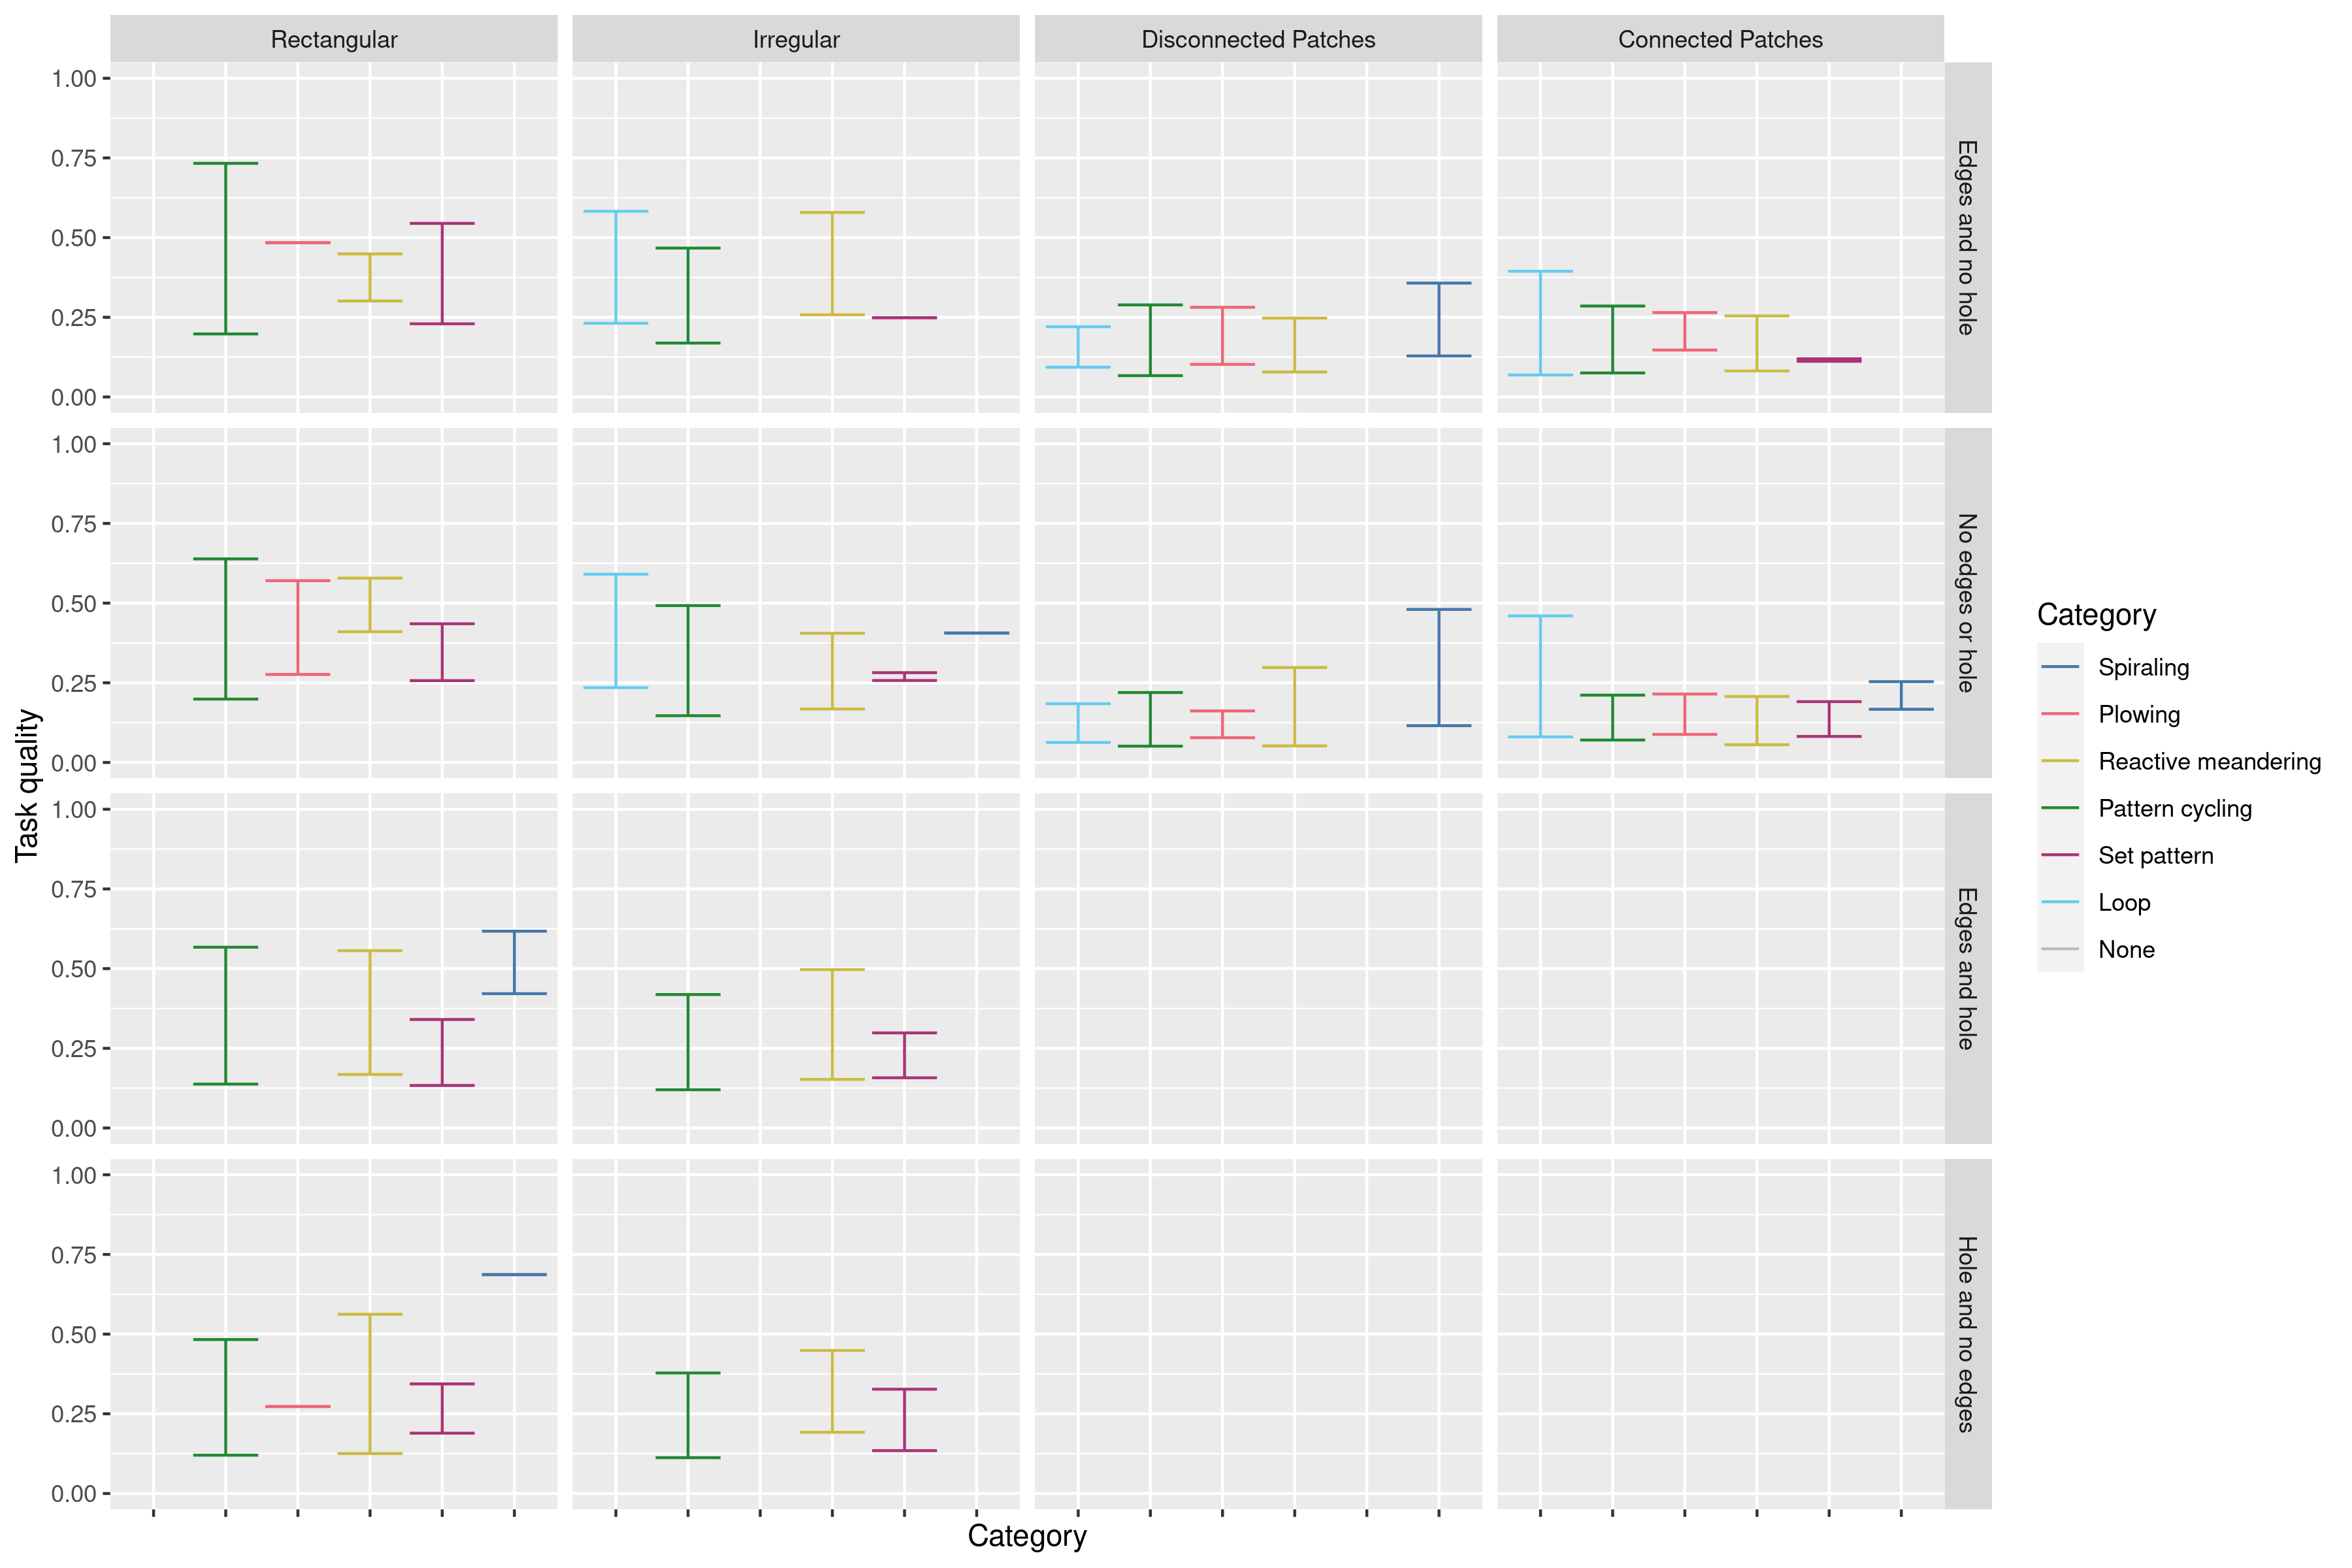 Rectangular
Irregular
Disconnected Patches
Connected Patches
1.00
0.75
0.50
0.25
0.00
Edges and no hole
1.00
0.75
0.50
0.25
0.00
No edges or hole
1.00
0.75
0.50
0.25
0.00
Edges and hole
1.00
0.75
0.50
0.25
0.00
Hole and no edges
Task quality
Category
Category
Spiraling
Plowing
Reactive meandering
Pattern cycling
Set pattern
Loop
None